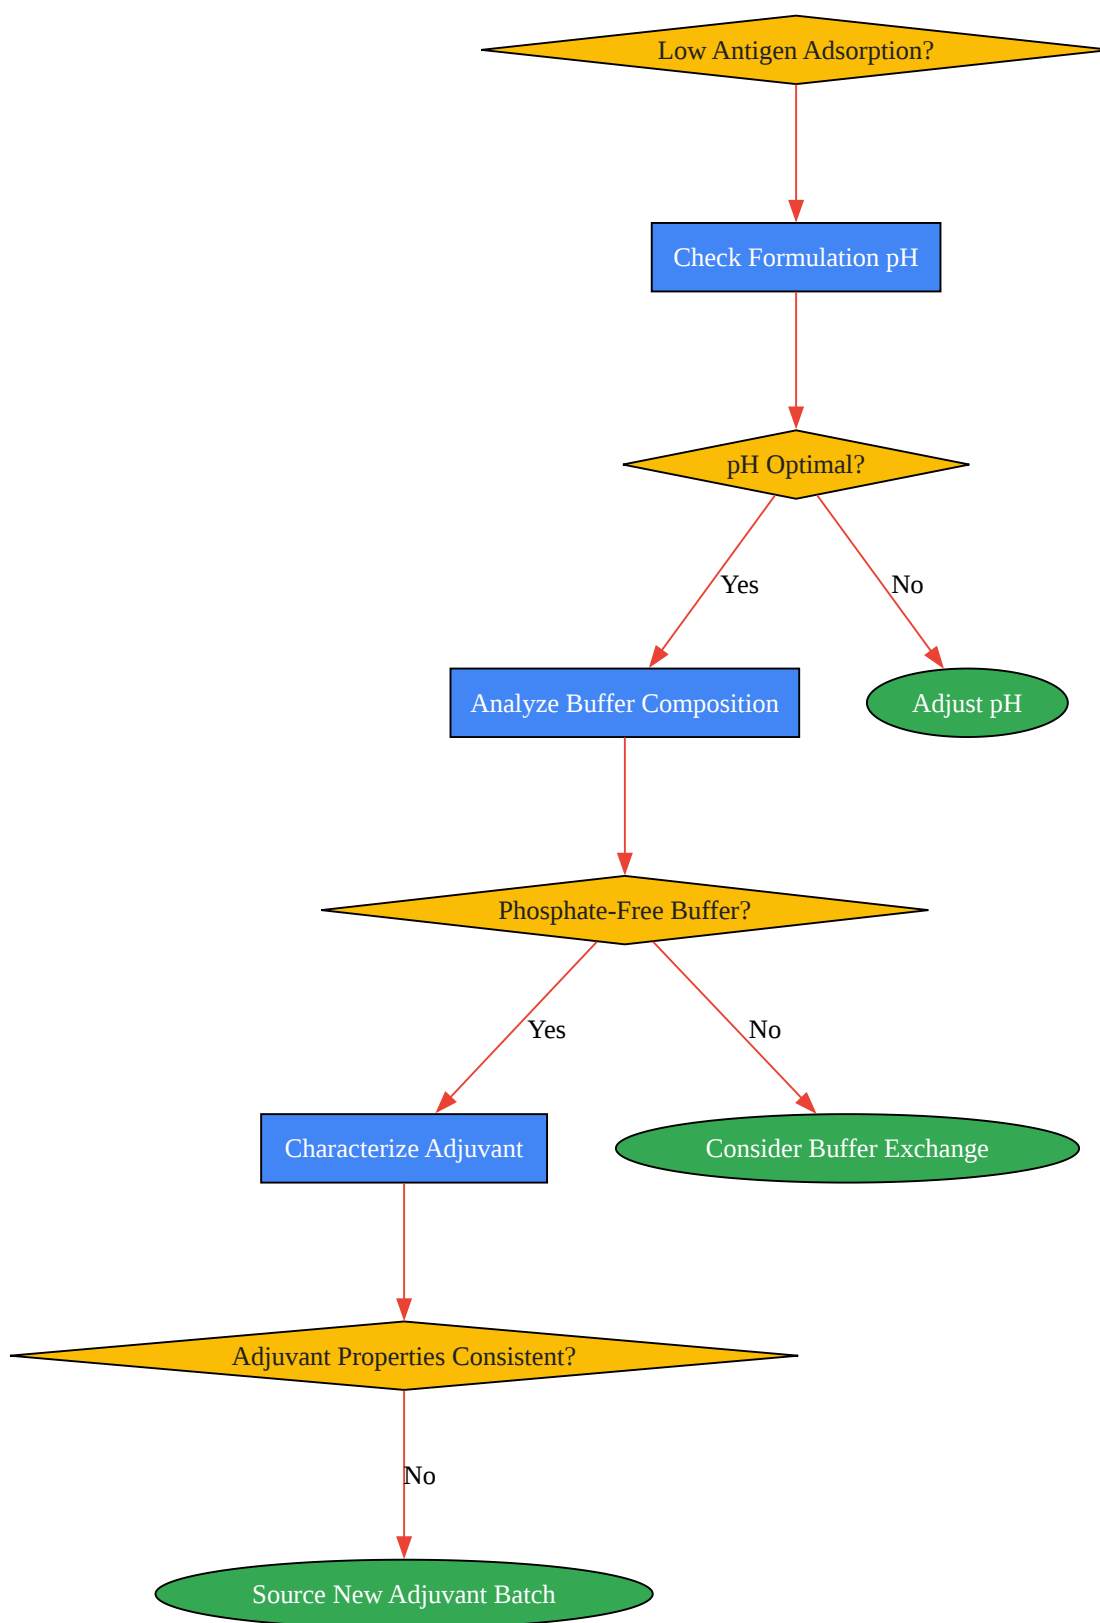 Low Antigen Adsorption?
Check Formulation pH
pH Optimal?
Yes
No
Analyze Buffer Composition
Adjust pH
Phosphate-Free Buffer?
Yes
No
Characterize Adjuvant
Consider Buffer Exchange
Adjuvant Properties Consistent?
No
Source New Adjuvant Batch